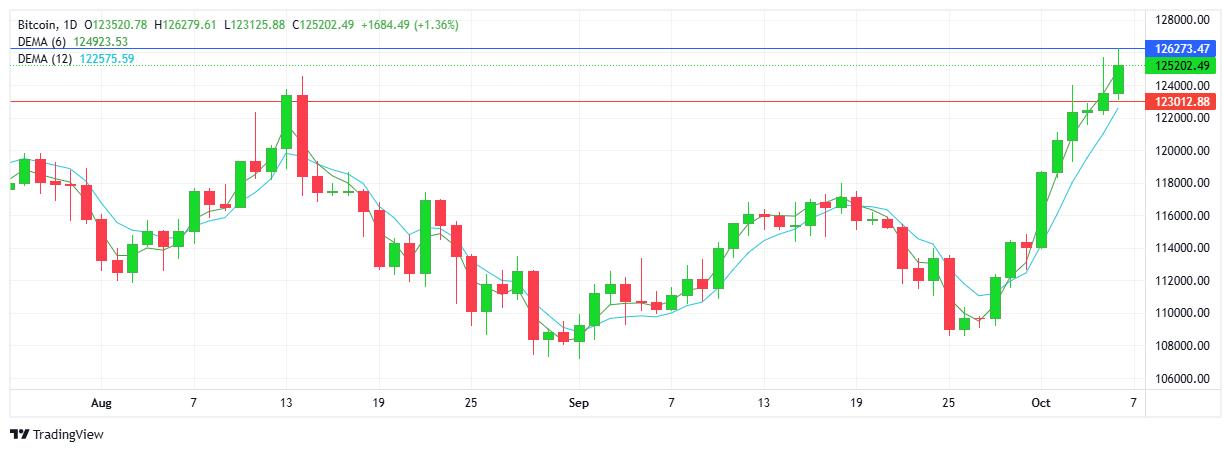 Bitcoin, 1D O123520.78 H126279.61 L123125.88 C125202.49 +1684.49 (+1.36%)
DEMA (6) 124923.53
DEMA (12) 122575.59
128000.00
126273.47
125202.49
124000.00
123012.88
122000.00
120000.00
118000.00
116000.00
114000.00
112000.00
110000.00
108000.00
106000.00
Aug 7 13 19 25 Sep 7 13 19 25 Oct 7
TradingView